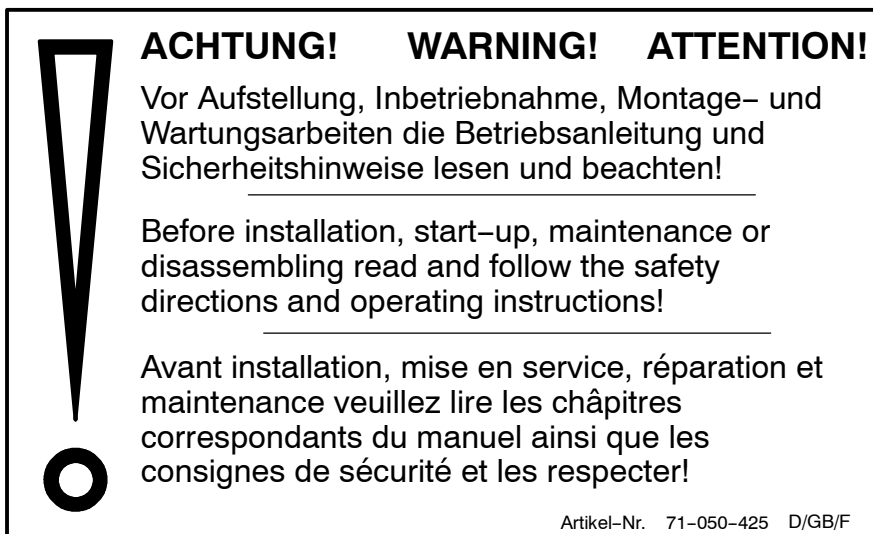 ACHTUNG! WARNING! ATTENTION!
Vor Aufstellung, Inbetriebnahme, Montage– und
Wartungsarbeiten die Betriebsanleitung und
Sicherheitshinweise lesen und beachten!
Before installation, start–up, maintenance or
disassembling read and follow the safety
directions and operating instructions!
Avant installation, mise en service, réparation et
maintenance veuillez lire les châpitres
correspondants du manuel ainsi que les
consignes de sécurité et les respecter!
Artikel–Nr. 71–050–425 D/GB/F